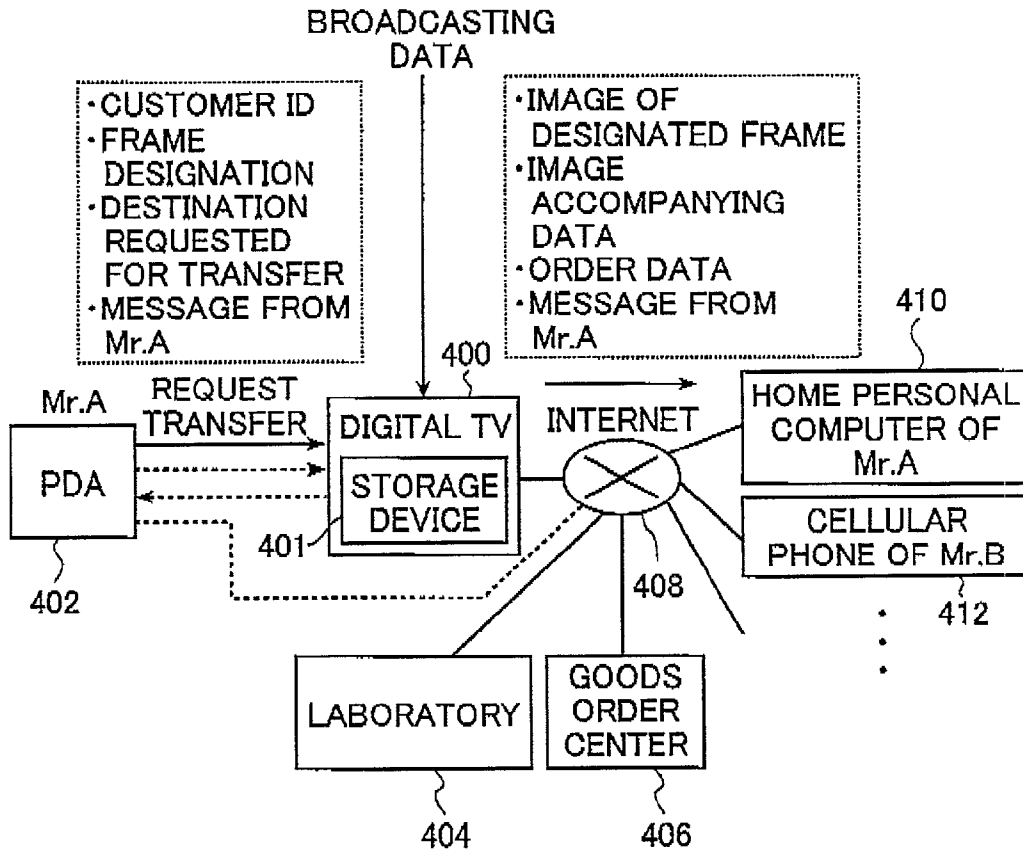 BROADCASTING
DATA
・CUSTOMER ID
・FRAME
DESIGNATION
・DESTINATION
REQUESTED
FOR TRANSFER
・MESSAGE FROM
Mr.A
・IMAGE OF
DESIGNATED FRAME
・IMAGE
ACCOMPANYING
DATA
・ORDER DATA
・MESSAGE FROM
Mr.A
Mr.A
PDA
402
REQUEST
TRANSFER
400
DIGITAL TV
STORAGE
DEVICE
401
INTERNET
408
410
HOME PERSONAL
COMPUTER OF
Mr.A
CELLULAR
PHONE OF Mr.B
412
LABORATORY
404
GOODS
ORDER
CENTER
406